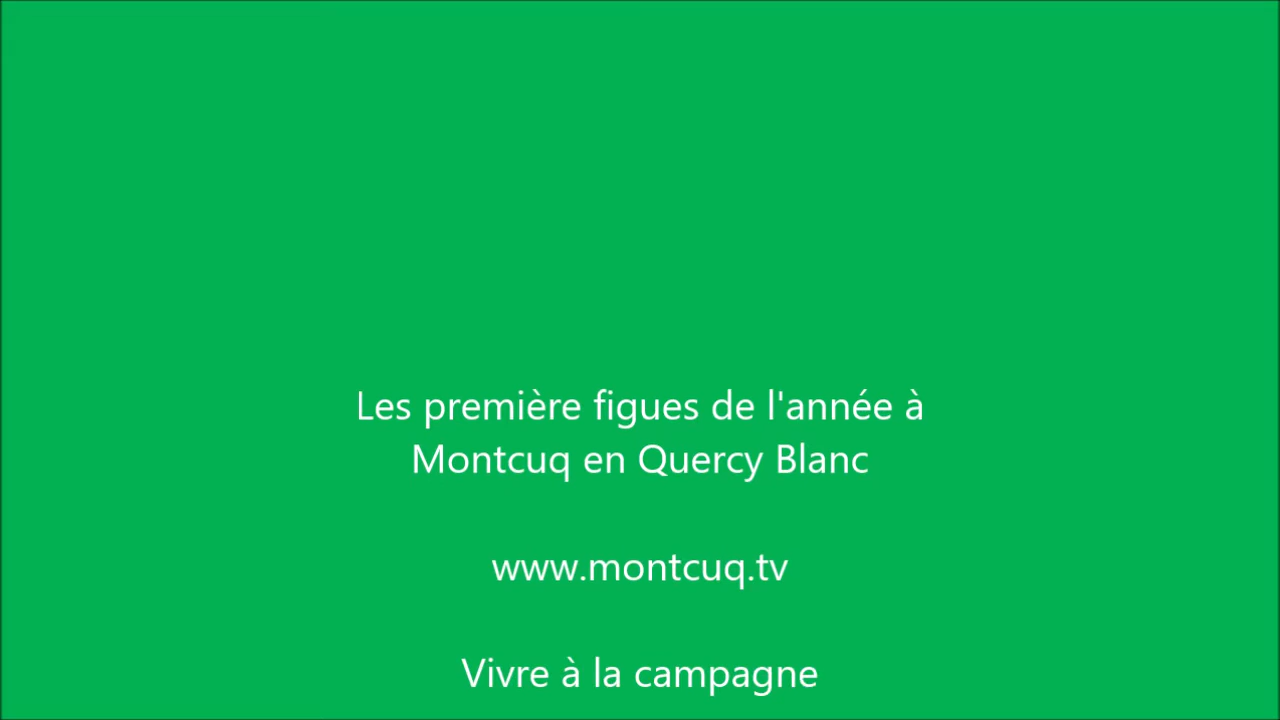 Les première figues de l'année à
Montcuq en Quercy Blanc
www.montcuq.tv
Vivre à la campagne